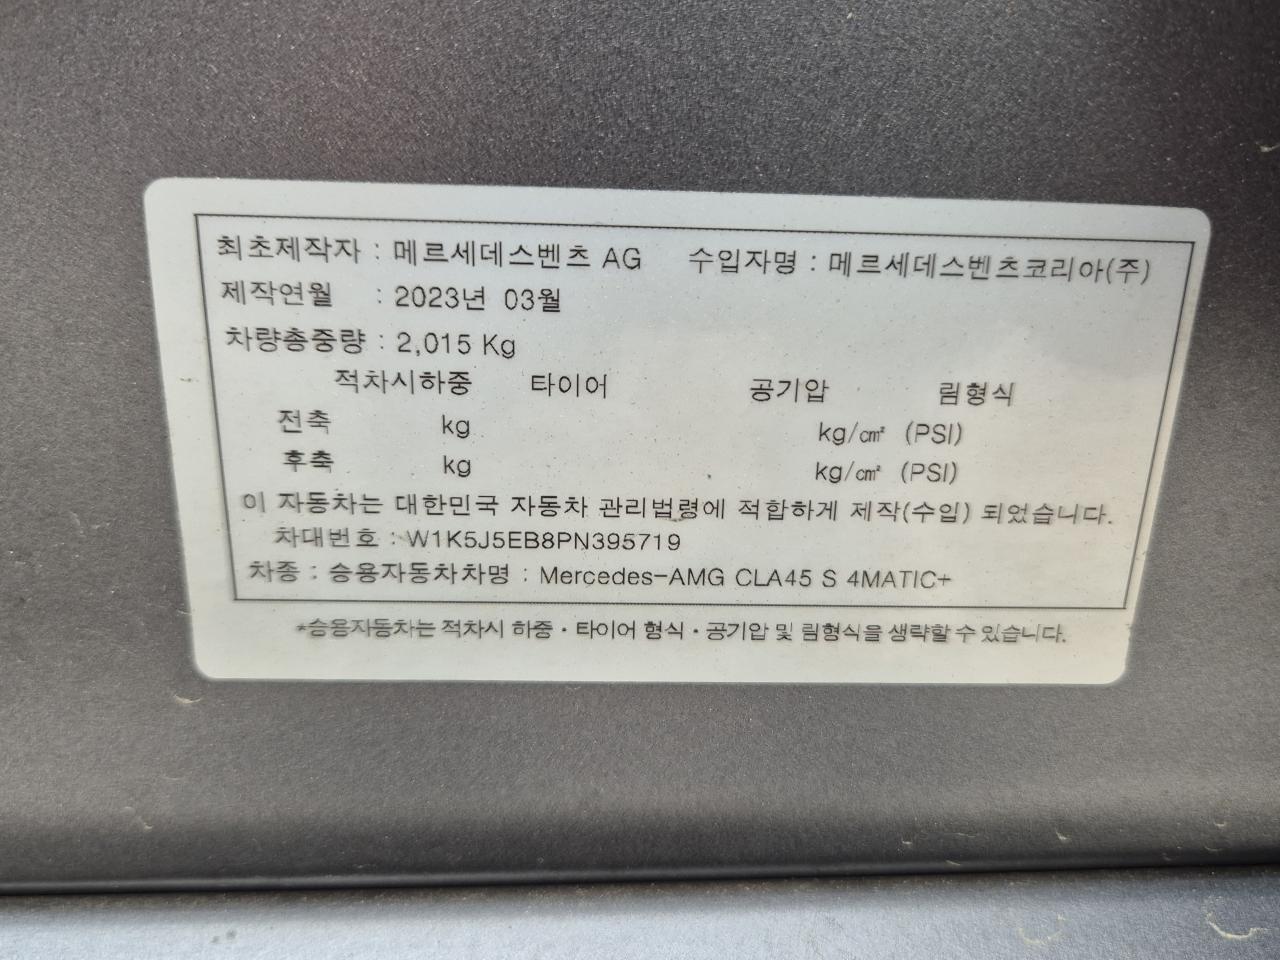 최초제작자 : 메르세데스벤츠 AG 수입자명 : 메르세데스벤츠코리아(주)
제작연월 : 2023년 03월
차량총중량 : 2,015 Kg
적차시하중 타이어 공기압 림형식
전축 kg kg/㎠ (PSI)
후축 kg kg/㎠ (PSI)
이 자동차는 대한민국 자동차 관리법령에 적합하게 제작(수입) 되었습니다.
차대번호 : W1K5J5EB8PN395719
차종 : 승용자동차차명 : Mercedes-AMG CLA45 S 4MATIC+
*승용자동차는 적차시 하중·타이어 형식·공기압 및 림형식을 생략할 수 있습니다.